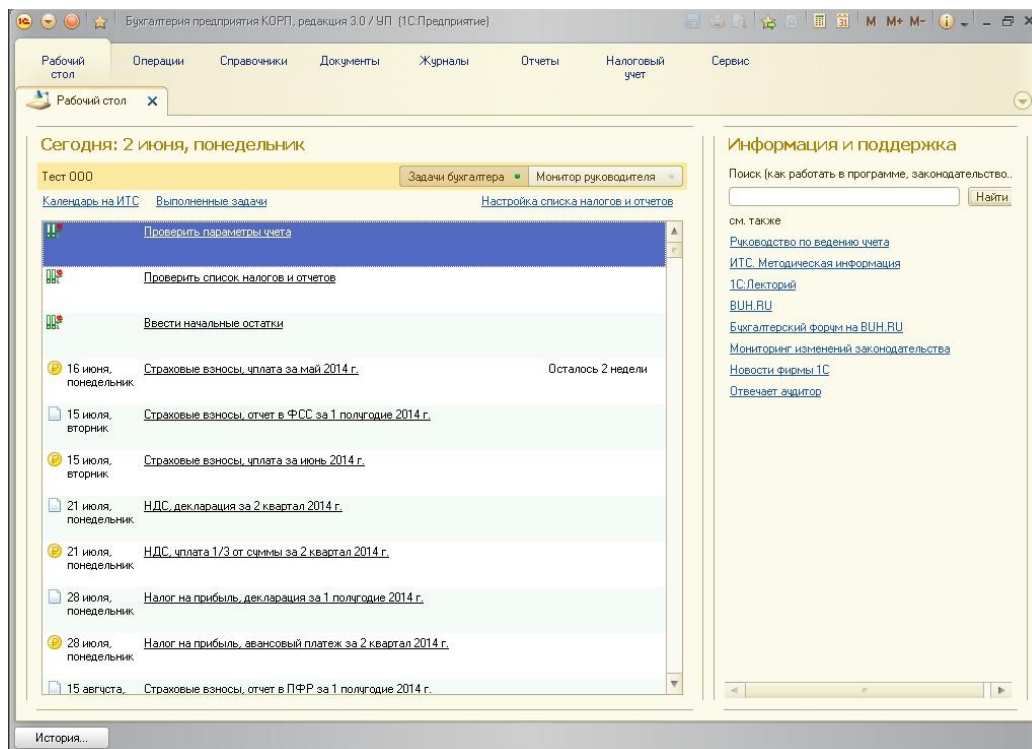 Бухгалтерия предприятия КОРП, редакция 3.0 / УП (1С:Предприятие)
M M+ M-
Рабочий стол
Операции
Справочники
Документы
Журналы
Отчеты
Налоговый учет
Сервис
Рабочий стол
Сегодня: 2 июня, понедельник
Тест ООО
Задачи бухгалтера
Монитор руководителя
Календарь на ИТС
Выполненные задачи
Настройка списка налогов и отчетов
Проверить параметры учета
Проверить список налогов и отчетов
Ввести начальные остатки
16 июня, понедельник
Страховые взносы, уплата за май 2014 г.
Осталось 2 недели
15 июля, вторник
Страховые взносы, отчет в ФСС за 1 полугодие 2014 г.
15 июля, вторник
Страховые взносы, уплата за июнь 2014 г.
21 июля, понедельник
НДС, декларация за 2 квартал 2014 г.
21 июля, понедельник
НДС, уплата 1/3 от суммы за 2 квартал 2014 г.
28 июля, понедельник
Налог на прибыль, декларация за 1 полугодие 2014 г.
28 июля, понедельник
Налог на прибыль, авансовый платеж за 2 квартал 2014 г.
15 августа,
Страховые взносы, отчет в ПФР за 1 полугодие 2014 г.
Информация и поддержка
Поиск (как работать в программе, законодательство..
Найти
см. также
Руководство по ведению учета
ИТС. Методическая информация
1С:Лекторий
BUH.RU
Бухгалтерский форум на BUH.RU
Мониторинг изменений законодательства
Новости фирмы 1С
Отвечает аудитор
История...